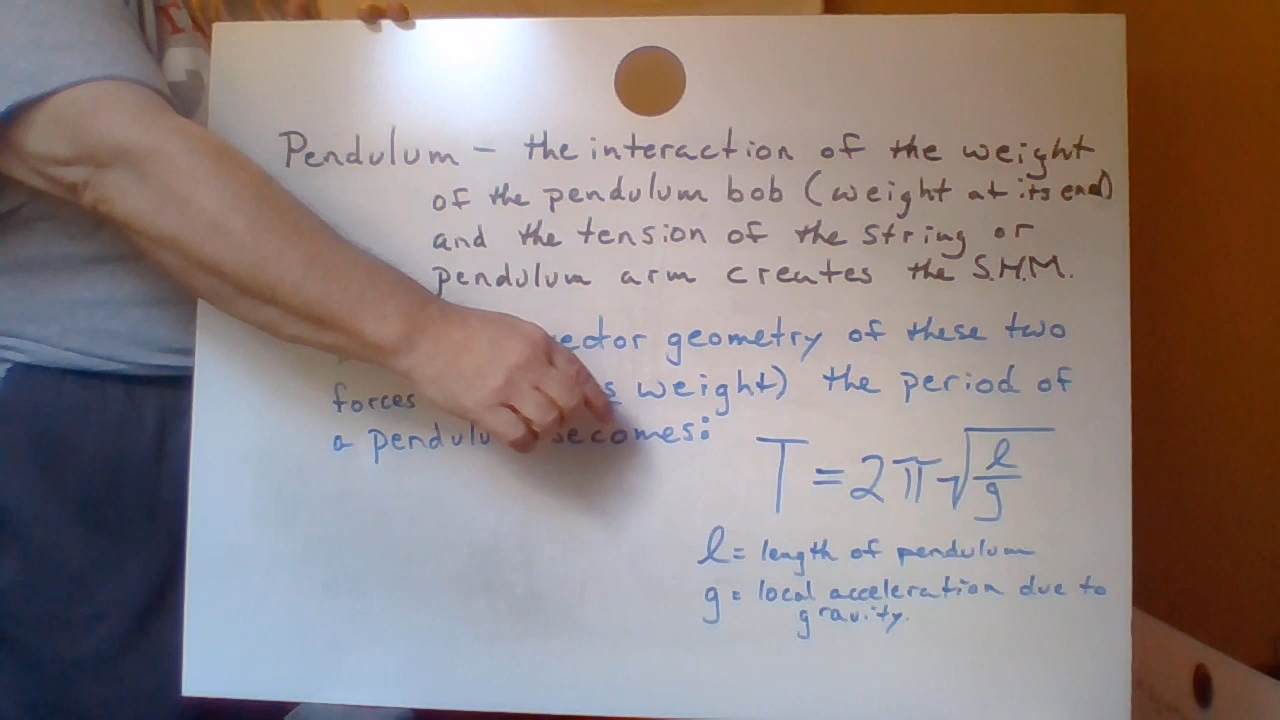 Pendulum – the interaction of the weight
of the pendulum bob (weight at its end)
and the tension of the string or
pendulum arm creates the S.H.M.
vector geometry of these two
forces weight) the period of
a pendulu becomes:
T = 2π√(l/g)
l = length of pendulum
g = local acceleration due to
gravity.